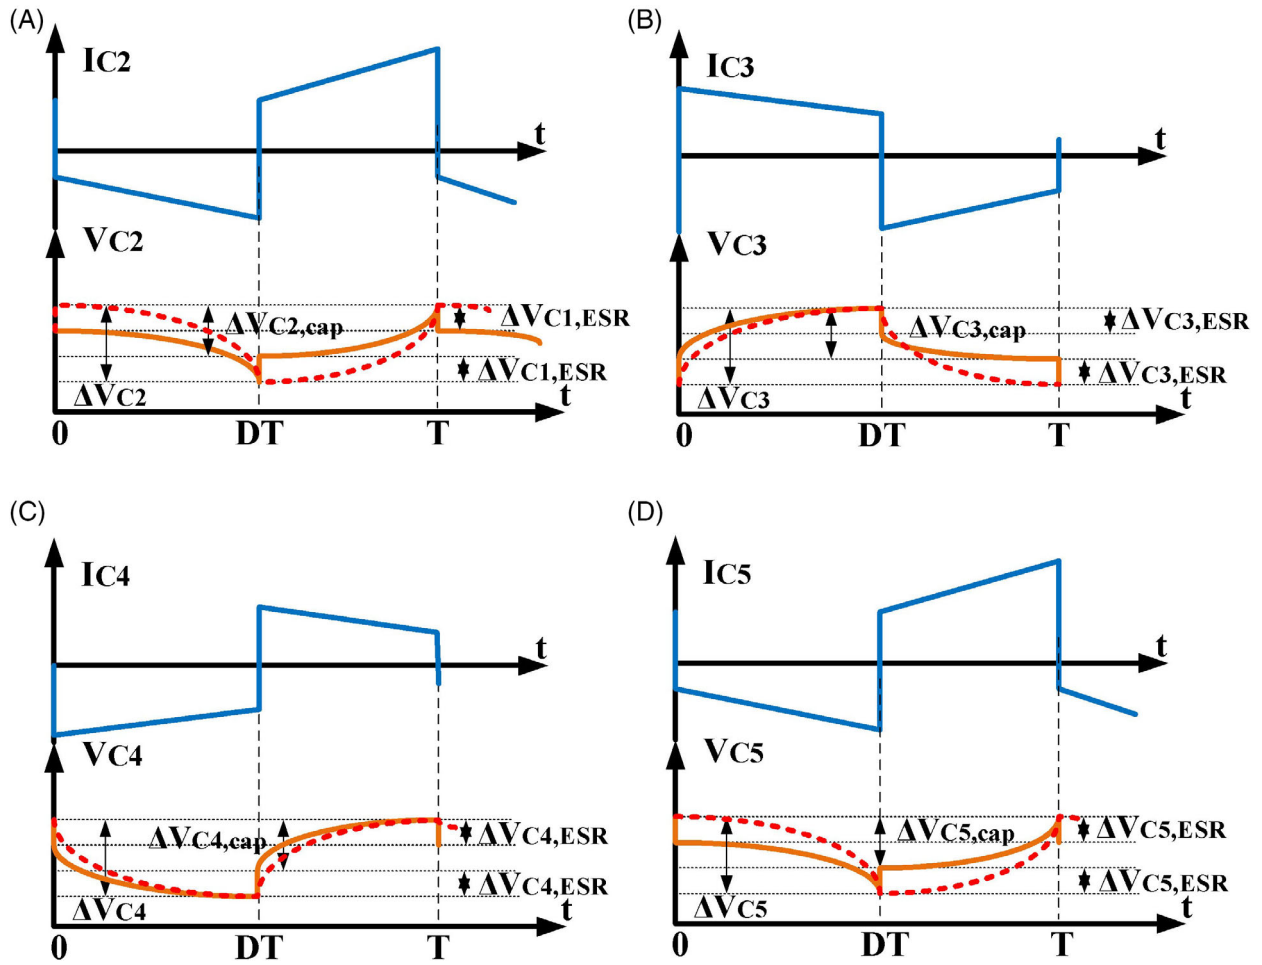 (A)
IC2
t
VC2
ΔVC2,cap
ΔVC1,ESR
ΔVC1,ESR
ΔVC2
t
0 DT T
(B)
IC3
t
VC3
ΔVC3,cap
ΔVC3,ESR
ΔVC3,ESR
ΔVC3
t
0 DT T
(C)
IC4
t
VC4
ΔVC4,cap
ΔVC4,ESR
ΔVC4,ESR
ΔVC4
t
0 DT T
(D)
IC5
t
VC5
ΔVC5,cap
ΔVC5,ESR
ΔVC5,ESR
ΔVC5
t
0 DT T